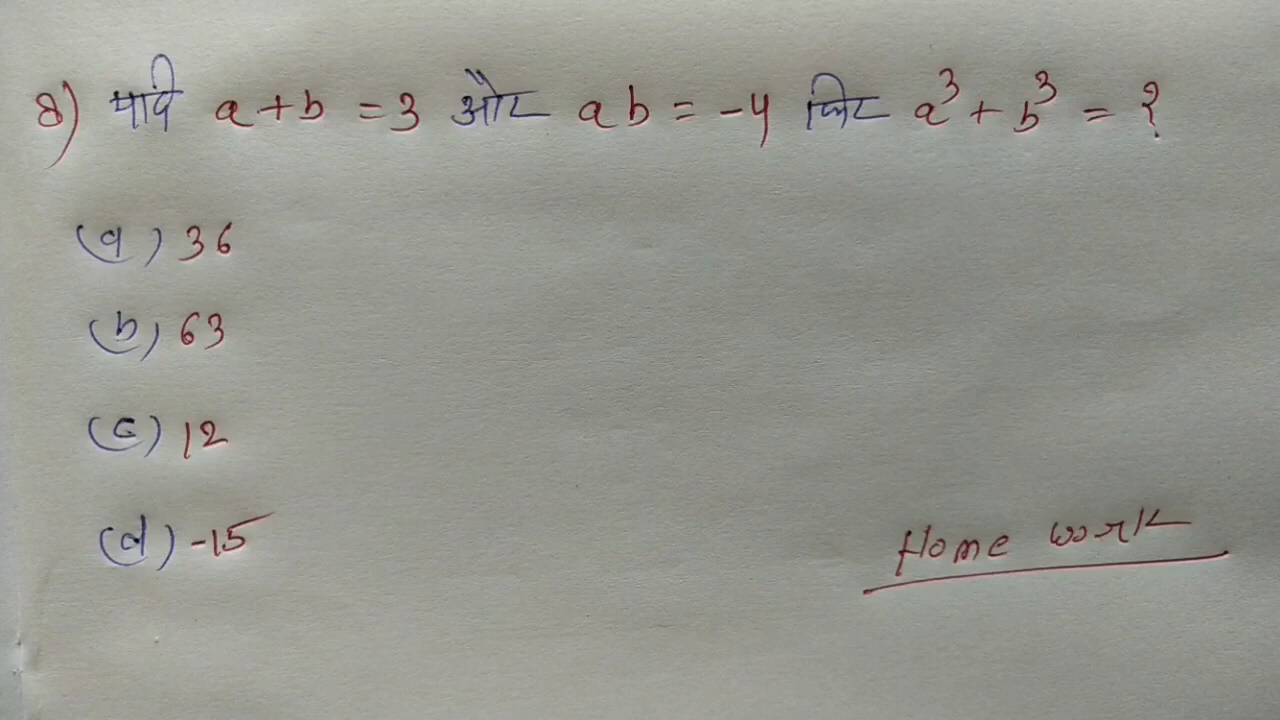 8) यदि a+b = 3 और ab = -4 फिर a³ + b³ = ?
(a) 36
(b) 63
(c) 12
(d) -15
Home work